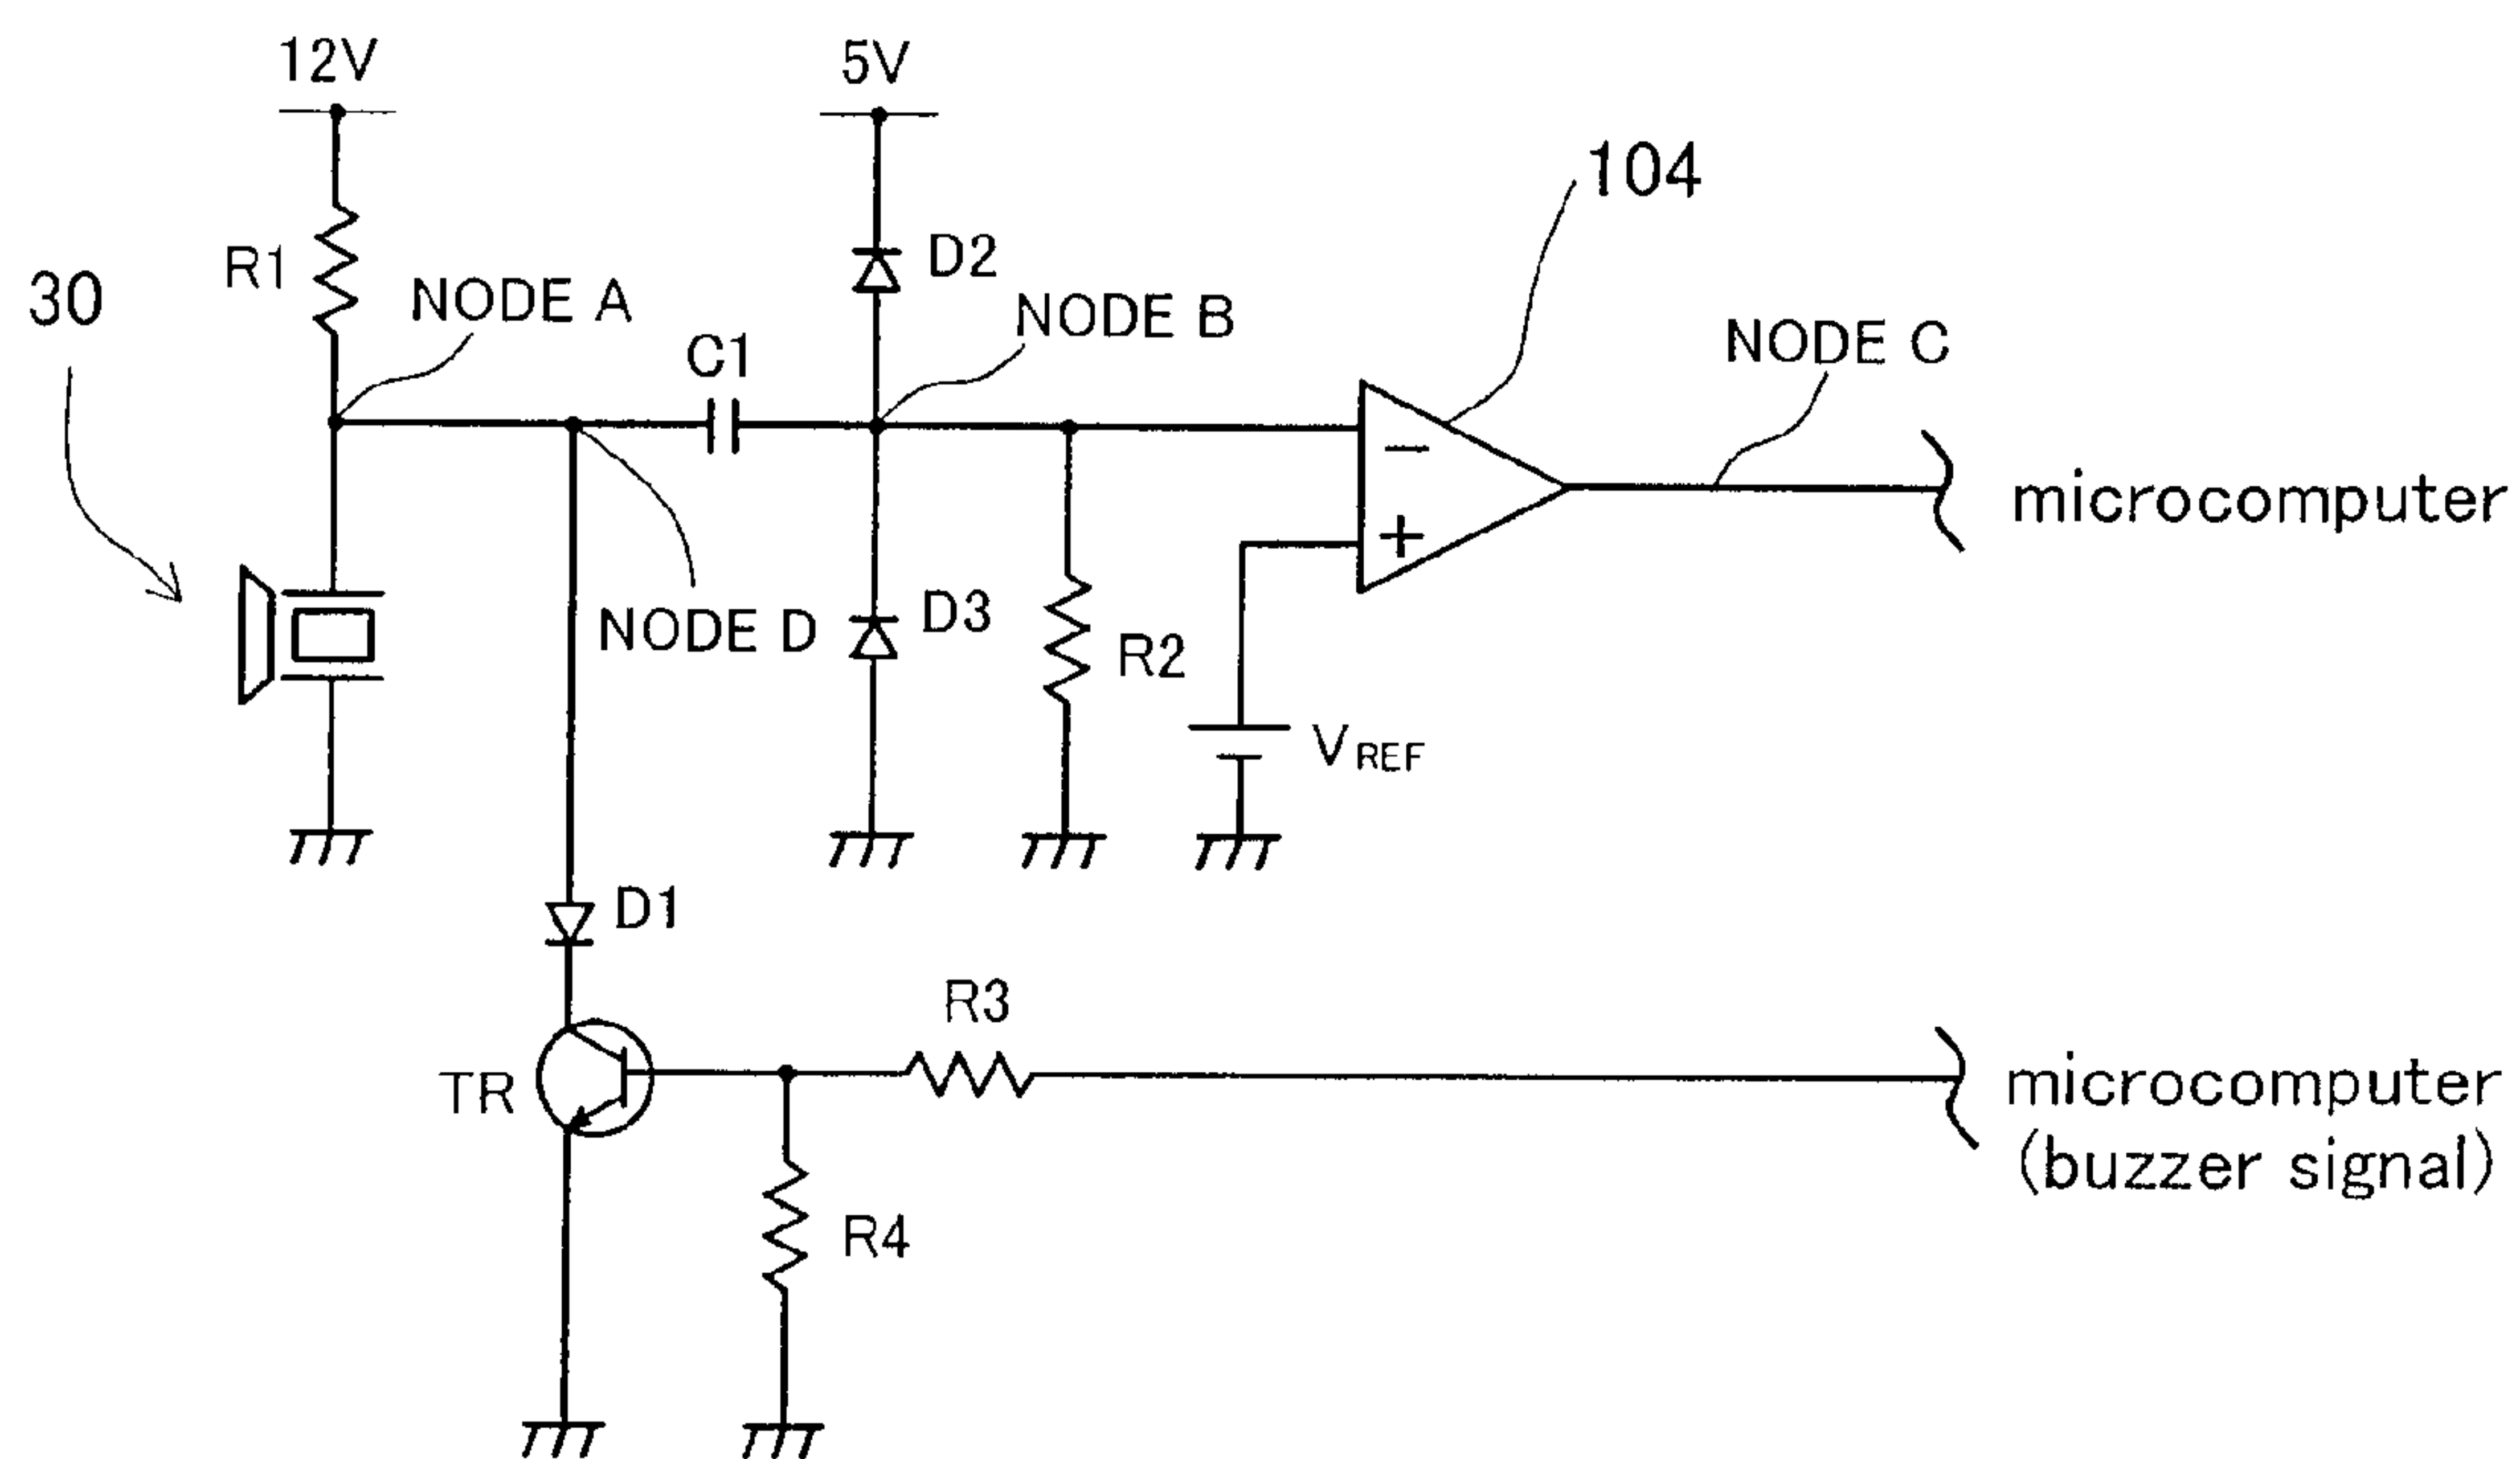 12V
5V
104
R1
D2
30
NODE A
NODE B
C1
NODE C
−
microcomputer
+
D3
NODE D
R2
VREF
D1
R3
TR
microcomputer
(buzzer signal)
R4